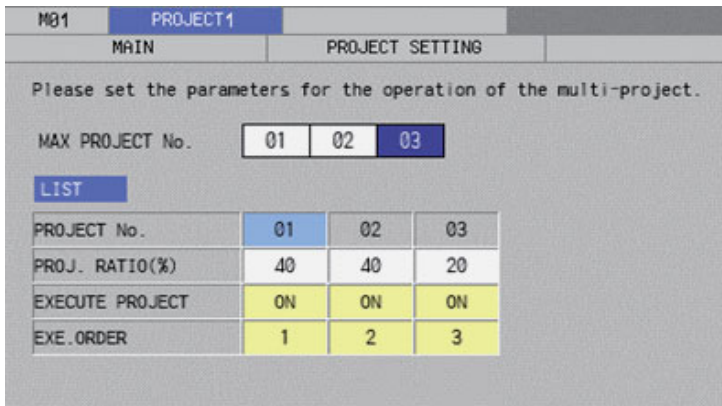 M01 PROJECT1
MAIN PROJECT SETTING
Please set the parameters for the operation of the multi-project.
MAX PROJECT No. 01 02 03
LIST
PROJECT No. 01 02 03
PROJ. RATIO(%) 40 40 20
EXECUTE PROJECT ON ON ON
EXE.ORDER 1 2 3